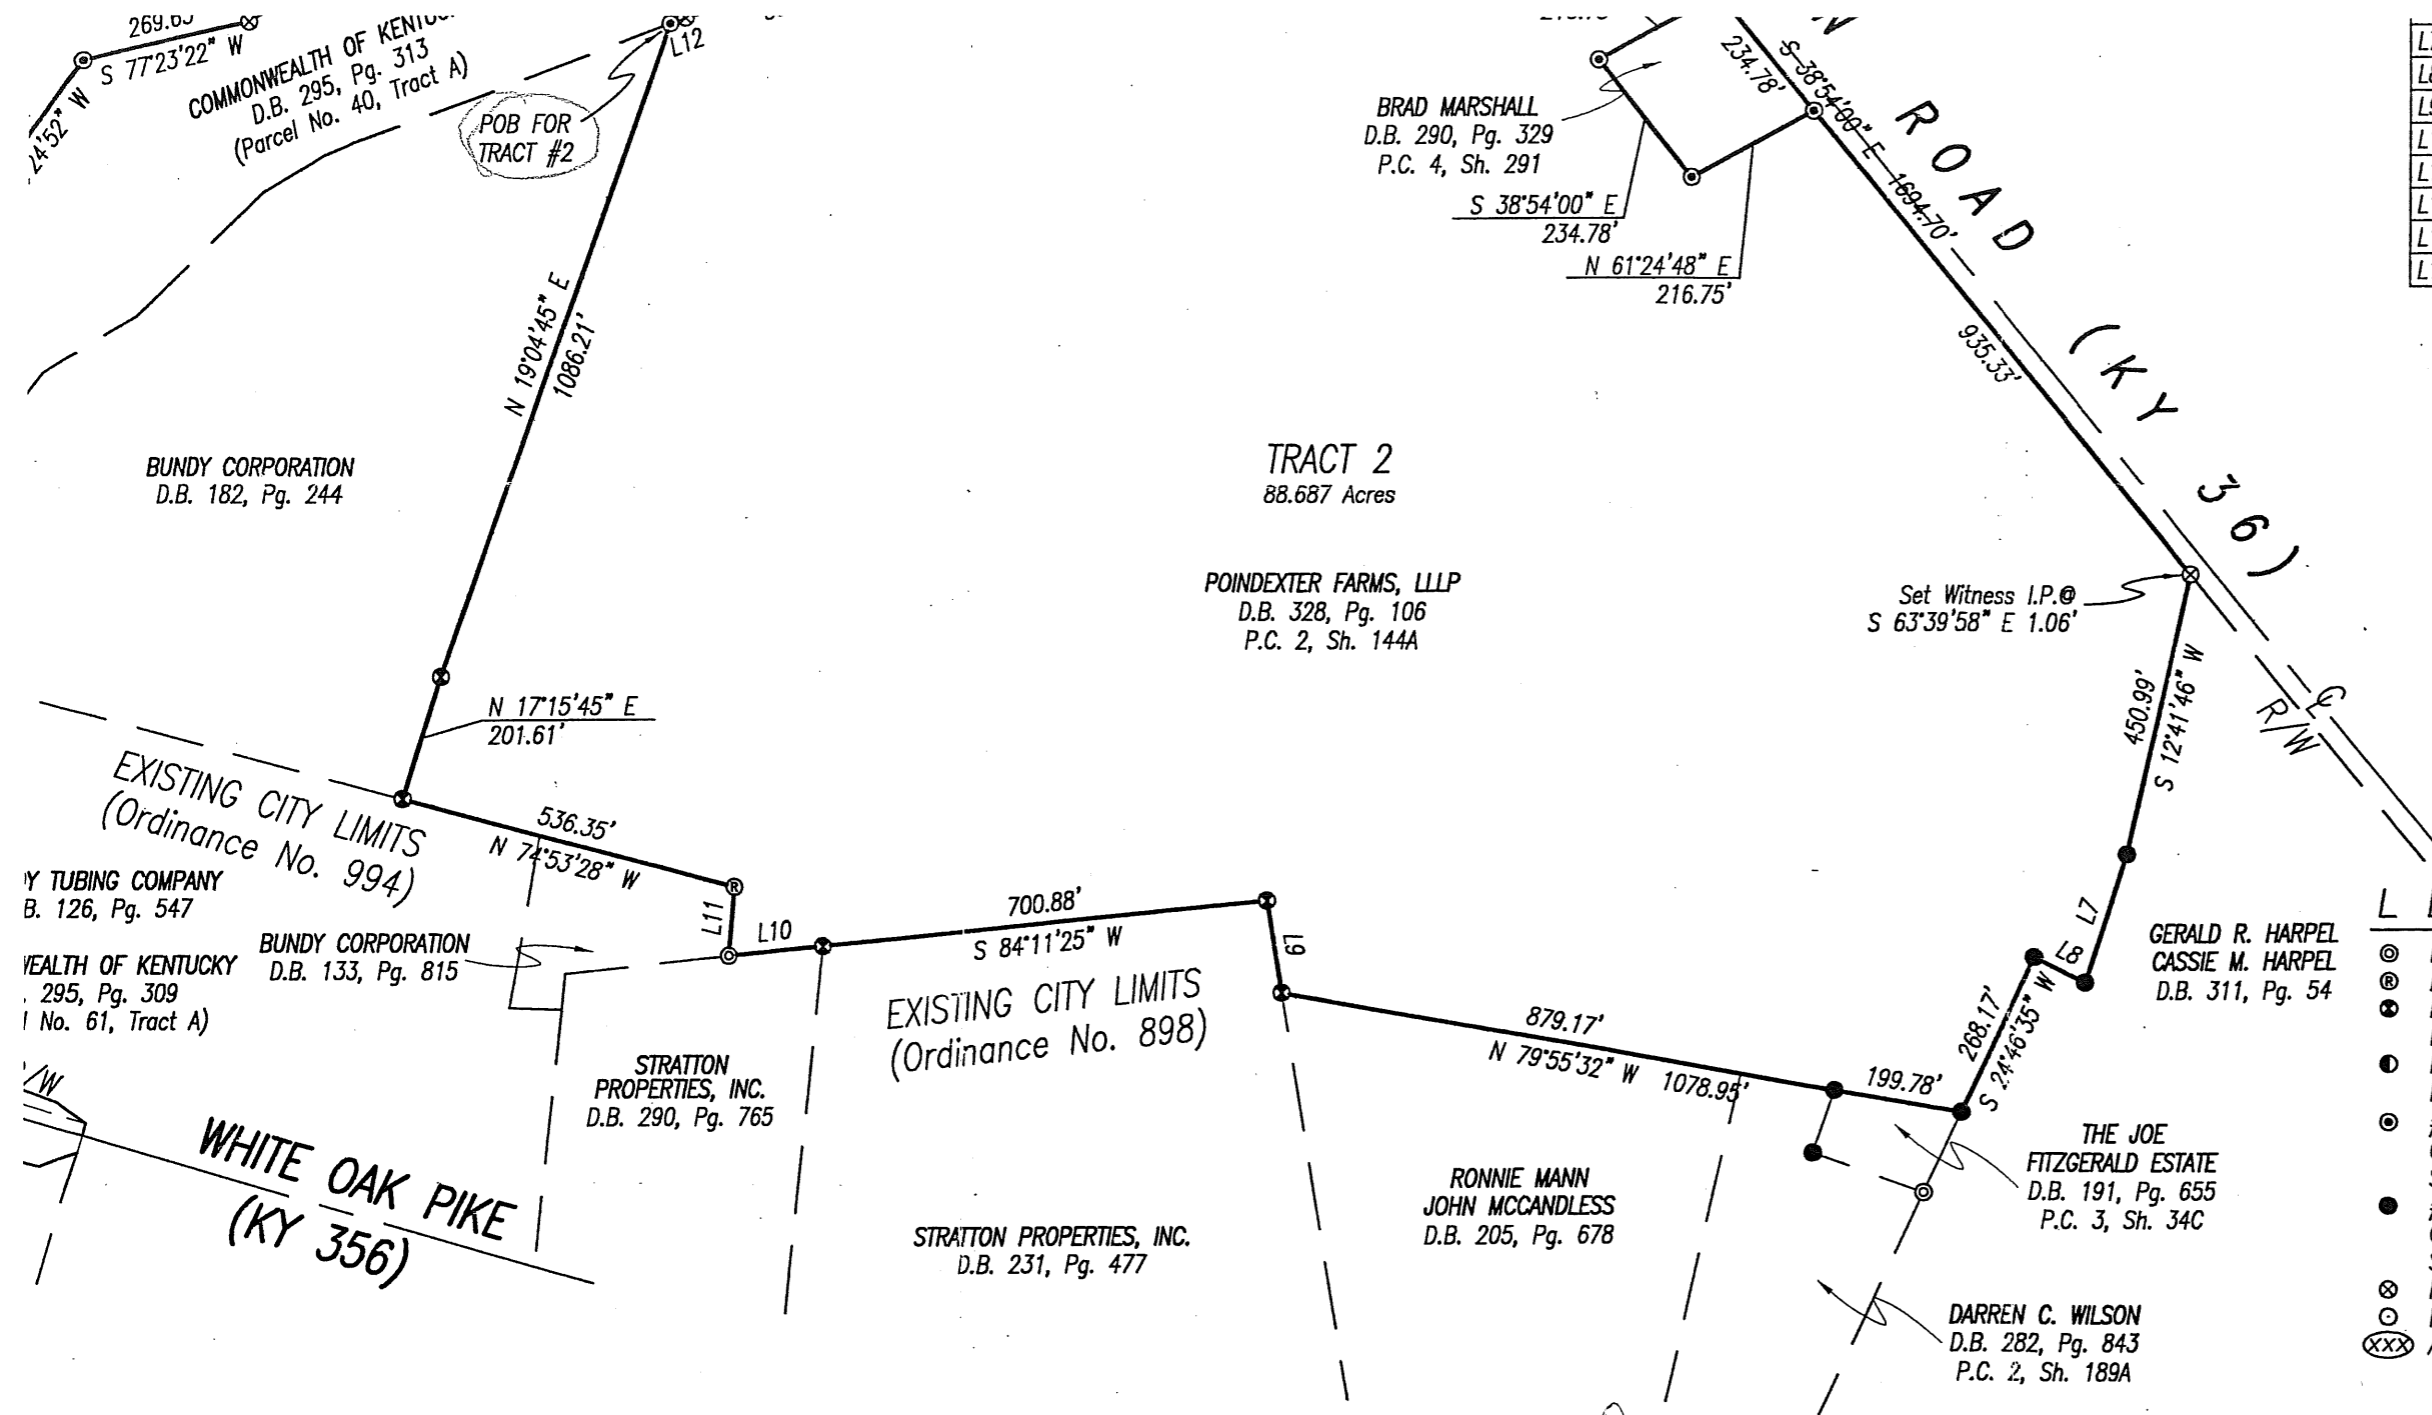 269.65
S 77°23'22" W
24'52" W
COMMONWEALTH OF
D.B. 295, Pg. 313
(Parcel No. 40, Tract A)
L12
POB FOR
TRACT #2
N 19°04'45" E
1086.21'
BUNDY CORPORATION
D.B. 182, Pg. 244
N 17°15'45" E
201.61'
EXISTING CITY LIMITS
(Ordinance No. 994)
536.35'
N 74°53'28" W
Y TUBING COMPANY
B. 126, Pg. 547
EALTH OF KENTUCKY
295, Pg. 309
No. 61, Tract A)
BUNDY CORPORATION
D.B. 133, Pg. 815
L11
L10
700.88'
S 84°11'25" W
L9
EXISTING CITY LIMITS
(Ordinance No. 898)
STRATTON
PROPERTIES, INC.
D.B. 290, Pg. 765
/W
WHITE OAK PIKE
(KY 356)
STRATTON PROPERTIES, INC.
D.B. 231, Pg. 477
BRAD MARSHALL
D.B. 290, Pg. 329
P.C. 4, Sh. 291
S 38°54'00" E
234.78'
N 61°24'48" E
216.75'
234.78'
S 38°54'00" E 1694.70'
N ROAD (KY 36)
935.33'
TRACT 2
88.687 Acres
POINDEXTER FARMS, LLLP
D.B. 328, Pg. 106
P.C. 2, Sh. 144A
Set Witness I.P.@
S 63°39'58" E 1.06'
450.99'
S 12°41'46" W
R/W
L7
L8
GERALD R. HARPEL
CASSIE M. HARPEL
D.B. 311, Pg. 54
268.17'
S 24°46'35" W
879.17'
N 79°55'32" W 1078.95'
199.78'
THE JOE
FITZGERALD ESTATE
D.B. 191, Pg. 655
P.C. 3, Sh. 34C
RONNIE MANN
JOHN MCCANDLESS
D.B. 205, Pg. 678
DARREN C. WILSON
D.B. 282, Pg. 843
P.C. 2, Sh. 189A
L
R
XXX